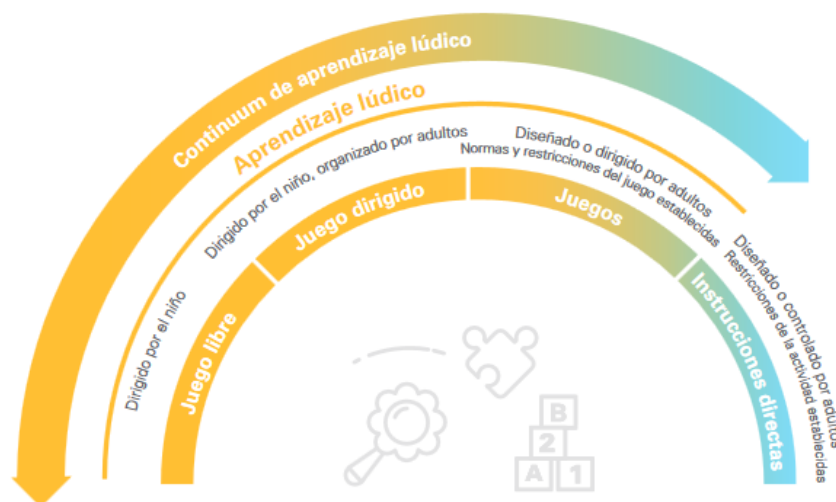 Continuum de aprendizaje lúdico
Aprendizaje lúdico
Dirigido por el niño
Dirigido por el niño, organizado por adultos
Diseñado o dirigido por adultos
Normas y restricciones del juego establecidas
Diseñado o controlado por adultos
Restricciones de la actividad establecidas
Juego libre
Juego dirigido
Juegos
Instrucciones directas
B
2
A 1